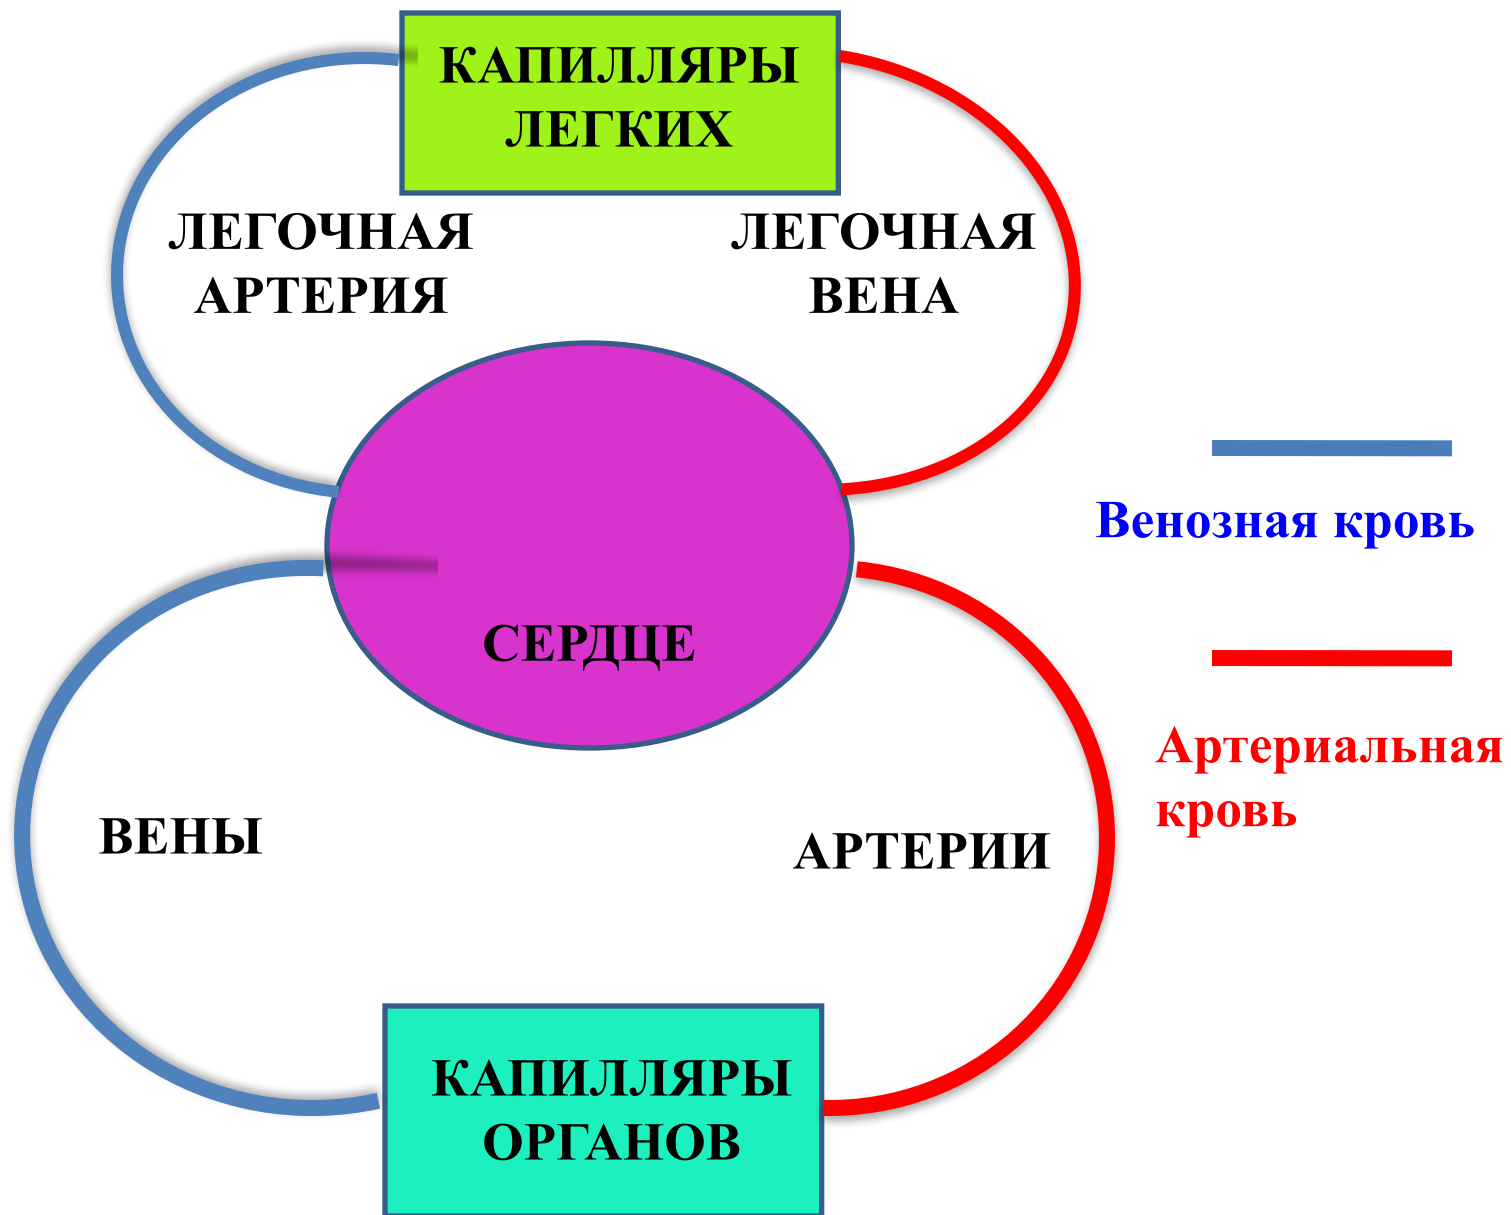 КАПИЛЛЯРЫ
ЛЕГКИХ
ЛЕГОЧНАЯ
АРТЕРИЯ
ЛЕГОЧНАЯ
ВЕНА
Венозная кровь
СЕРДЦЕ
Артериальная
кровь
ВЕНЫ
АРТЕРИИ
КАПИЛЛЯРЫ
ОРГАНОВ